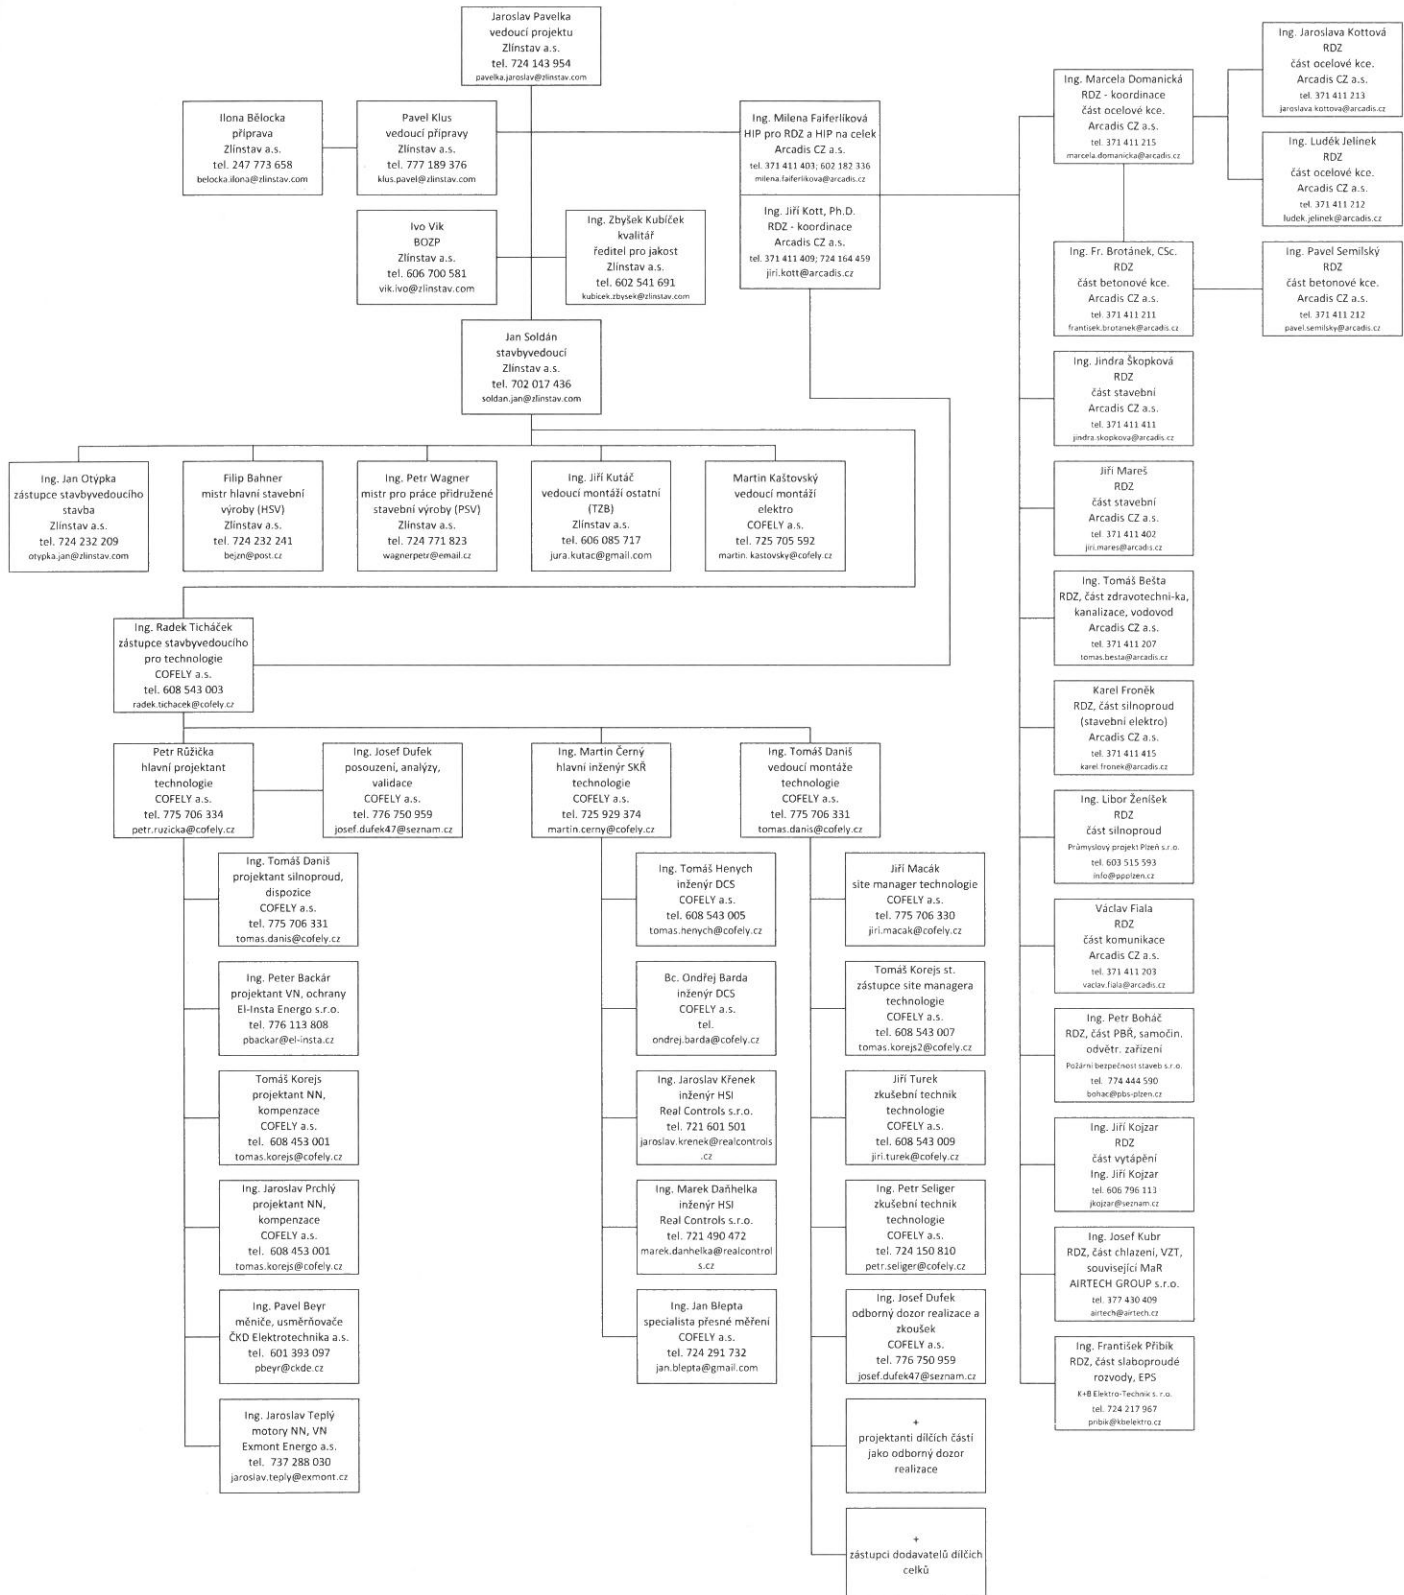 Jaroslav Pavelka
vedoucí projektu
Zlínstav a.s.
tel. 724 143 954
pavelka.jaroslav@zlinstav.com
Ilona Bělocka
příprava
Zlínstav a.s.
tel. 247 773 658
belocka.ilona@zlinstav.com
Pavel Klus
vedoucí přípravy
Zlínstav a.s.
tel. 777 189 376
klus.pavel@zlinstav.com
Ing. Milena Faiferlíková
HIP pro RDZ a HIP na celek
Arcadis CZ a.s.
tel. 371 411 403; 602 182 336
milena.faiferlikova@arcadis.cz
Ing. Jiří Kott, Ph.D.
RDZ - koordinace
Arcadis CZ a.s.
tel. 371 411 409; 724 164 459
jiri.kott@arcadis.cz
Ivo Vik
BOZP
Zlínstav a.s.
tel. 606 700 581
vik.ivo@zlinstav.com
Ing. Zbyšek Kubíček
kvalitář
ředitel pro jakost
Zlínstav a.s.
tel. 602 541 691
kubicek.zbysek@zlinstav.com
Jan Soldán
stavbyvedoucí
Zlínstav a.s.
tel. 702 017 436
soldan.jan@zlinstav.com
Ing. Jan Otýpka
zástupce stavbyvedoucího
stavba
Zlínstav a.s.
tel. 724 232 209
otypka.jan@zlinstav.com
Filip Bahner
mistr hlavní stavební
výroby (HSV)
Zlínstav a.s.
tel. 724 232 241
bejzn@post.cz
Ing. Petr Wagner
mistr pro práce přidružené
stavební výroby (PSV)
Zlínstav a.s.
tel. 724 771 823
wagnerpetr@email.cz
Ing. Jiří Kutáč
vedoucí montáží ostatní
(TZB)
Zlínstav a.s.
tel. 606 085 717
jura.kutac@gmail.com
Martin Kaštovský
vedoucí montáží
elektro
COFELY a.s.
tel. 725 705 592
martin. kastovsky@cofely.cz
Ing. Radek Ticháček
zástupce stavbyvedoucího
pro technologie
COFELY a.s.
tel. 608 543 003
radek.tichacek@cofely.cz
Petr Růžička
hlavní projektant
technologie
COFELY a.s.
tel. 775 706 334
petr.ruzicka@cofely.cz
Ing. Josef Dufek
posouzení, analýzy,
validace
COFELY a.s.
tel. 776 750 959
josef.dufek47@seznam.cz
Ing. Martin Černý
hlavní inženýr SKŘ
technologie
COFELY a.s.
tel. 725 929 374
martin.cerny@cofely.cz
Ing. Tomáš Daniš
vedoucí montáže
technologie
COFELY a.s.
tel. 775 706 331
tomas.danis@cofely.cz
Ing. Tomáš Daniš
projektant silnoproud,
dispozice
COFELY a.s.
tel. 775 706 331
tomas.danis@cofely.cz
Ing. Peter Backár
projektant VN, ochrany
El-Insta Energo s.r.o.
tel. 776 113 808
pbackar@el-insta.cz
Tomáš Korejs
projektant NN,
kompenzace
COFELY a.s.
tel. 608 453 001
tomas.korejs@cofely.cz
Ing. Jaroslav Prchlý
projektant NN,
kompenzace
COFELY a.s.
tel. 608 453 001
tomas.korejs@cofely.cz
Ing. Pavel Beyr
měniče, usměrňovače
ČKD Elektrotechnika a.s.
tel. 601 393 097
pbeyr@ckde.cz
Ing. Jaroslav Teplý
motory NN, VN
Exmont Energo a.s.
tel. 737 288 030
jaroslav.teply@exmont.cz
Ing. Tomáš Henych
inženýr DCS
COFELY a.s.
tel. 608 543 005
tomas.henych@cofely.cz
Bc. Ondřej Barda
inženýr DCS
COFELY a.s.
tel.
ondrej.barda@cofely.cz
Ing. Jaroslav Křenek
inženýr HSI
Real Controls s.r.o.
tel. 721 601 501
jaroslav.krenek@realcontrols
.cz
Ing. Marek Daňhelka
inženýr HSI
Real Controls s.r.o.
tel. 721 490 472
marek.danhelka@realcontrol
s.cz
Ing. Jan Blepta
specialista přesné měření
COFELY a.s.
tel. 724 291 732
jan.blepta@gmail.com
Jiří Macák
site manager technologie
COFELY a.s.
tel. 775 706 330
jiri.macak@cofely.cz
Tomáš Korejs st.
zástupce site managera
technologie
COFELY a.s.
tel. 608 543 007
tomas.korejs2@cofely.cz
Jiří Turek
zkušební technik
technologie
COFELY a.s.
tel. 608 543 009
jiri.turek@cofely.cz
Ing. Petr Seliger
zkušební technik
technologie
COFELY a.s.
tel. 724 150 810
petr.seliger@cofely.cz
Ing. Josef Dufek
odborný dozor realizace a
zkoušek
COFELY a.s.
tel. 776 750 959
josef.dufek47@seznam.cz
+
projektanti dílčích částí
jako odborný dozor
realizace
+
zástupci dodavatelů dílčích
celků
Ing. Marcela Domanická
RDZ - koordinace
část ocelové kce.
Arcadis CZ a.s.
tel. 371 411 215
marcela.domanicka@arcadis.cz
Ing. Jaroslava Kottová
RDZ
část ocelové kce.
Arcadis CZ a.s.
tel. 371 411 213
jaroslava.kottova@arcadis.cz
Ing. Luděk Jelínek
RDZ
část ocelové kce.
Arcadis CZ a.s.
tel. 371 411 212
ludek.jelinek@arcadis.cz
Ing. Fr. Brotánek, CSc.
RDZ
část betonové kce.
Arcadis CZ a.s.
tel. 371 411 211
frantisek.brotanek@arcadis.cz
Ing. Pavel Semilský
RDZ
část betonové kce.
Arcadis CZ a.s.
tel. 371 411 212
pavel.semilsky@arcadis.cz
Ing. Jindra Škopková
RDZ
část stavební
Arcadis CZ a.s.
tel. 371 411 411
jindra.skopkova@arcadis.cz
Jiří Mareš
RDZ
část stavební
Arcadis CZ a.s.
tel. 371 411 402
jiri.mares@arcadis.cz
Ing. Tomáš Bešta
RDZ, část zdravotechni-ka,
kanalizace, vodovod
Arcadis CZ a.s.
tel. 371 411 207
tomas.besta@arcadis.cz
Karel Froněk
RDZ, část silnoproud
(stavební elektro)
Arcadis CZ a.s.
tel. 371 411 415
karel.fronek@arcadis.cz
Ing. Libor Ženíšek
RDZ
část silnoproud
Průmyslový projekt Plzeň s.r.o.
tel. 603 515 593
info@ppplzen.cz
Václav Fiala
RDZ
část komunikace
Arcadis CZ a.s.
tel. 371 411 203
vaclav.fiala@arcadis.cz
Ing. Petr Boháč
RDZ, část PBŘ, samočin.
odvětr. zařízení
Požární bezpečnost staveb s.r.o.
tel. 774 444 590
bohac@pbs-plzen.cz
Ing. Jiří Kojzar
RDZ
část vytápění
Ing. Jiří Kojzar
tel. 606 796 113
jkojzar@seznam.cz
Ing. Josef Kubr
RDZ, část chlazení, VZT,
související MaR
AIRTECH GROUP s.r.o.
tel. 377 430 409
airtech@airtech.cz
Ing. František Přibík
RDZ, část slaboproudé
rozvody, EPS
K+B Elektro-Technik s. r.o.
tel. 724 217 967
pribik@kbelektro.cz